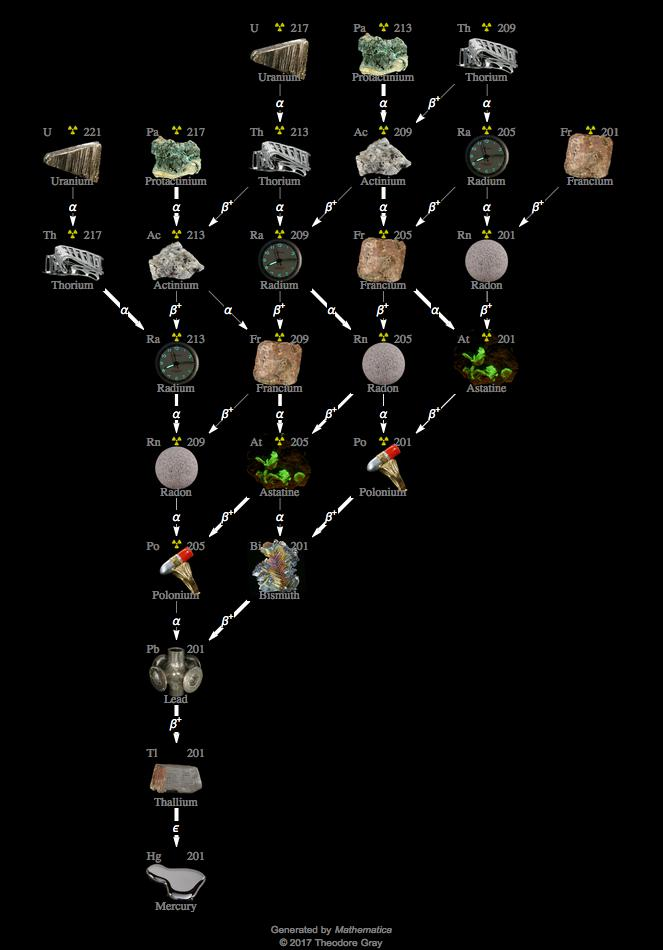 U 217 Pa 213 Th 209
Uranium Protactinium Thorium
α α β+ α
U 221 Pa 217 Th 213 Ac 209 Ra 205 Fr 201
Uranium Protactinium Thorium Actinium Radium Francium
α α β+ α β+ α β+ α β+
Th 217 Ac 213 Ra 209 Fr 205 Rn 201
Thorium Actinium Radium Francium Radon
α β+ α β+ α β+ α β+
Ra 213 Fr 209 Rn 205 At 201
Radium Francium Radon Astatine
α β+ α β+ α β+
Rn 209 At 205 Po 201
Radon Astatine Polonium
α β+ α β+
Po 205 Bi 201
Polonium Bismuth
α β+
Pb 201
Lead
β+
Tl 201
Thallium
ϵ
Hg 201
Mercury
Generated by Mathematica
© 2017 Theodore Gray